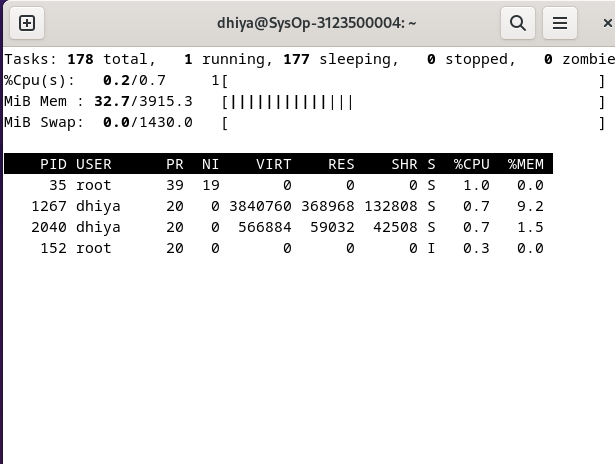 dhiya@SysOp-3123500004: ~
Tasks: 178 total,   1 running, 177 sleeping,   0 stopped,   0 zombie
%Cpu(s):   0.2/0.7     1[                                          ]
MiB Mem : 32.7/3915.3   [||||||||||||||                            ]
MiB Swap:  0.0/1430.0   [                                          ]
    PID USER      PR  NI    VIRT    RES    SHR S  %CPU  %MEM
     35 root      39  19       0      0      0 S   1.0   0.0
   1267 dhiya     20   0 3840760 368968 132808 S   0.7   9.2
   2040 dhiya     20   0  566884  59032  42508 S   0.7   1.5
    152 root      20   0       0      0      0 I   0.3   0.0